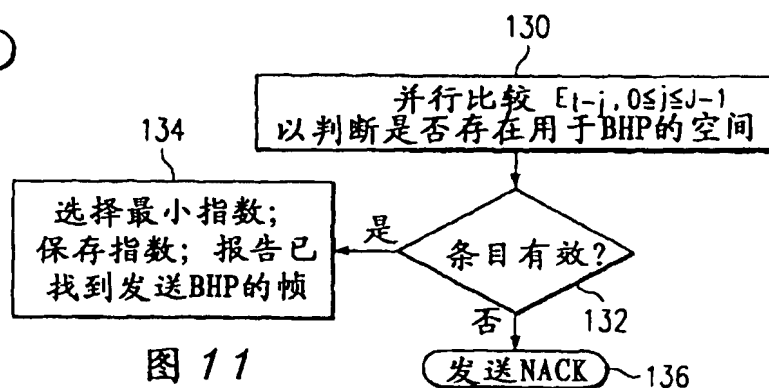 130
并行比较 Et-j,0≤j≤J-1
以判断是否存在用于BHP的空间
134
选择最小指数;
保存指数; 报告已
找到发送BHP的帧
是
条目有效?
132
否
发送NACK
136
图 11